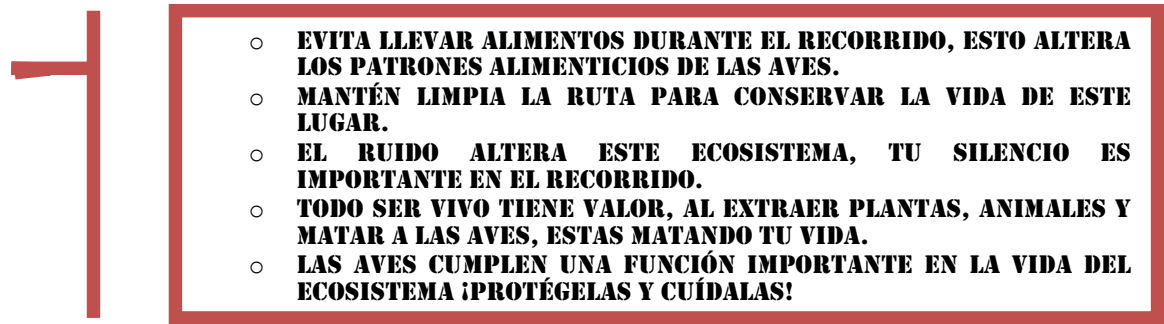 ○ EVITA LLEVAR ALIMENTOS DURANTE EL RECORRIDO, ESTO ALTERA
LOS PATRONES ALIMENTICIOS DE LAS AVES.
○ MANTÉN LIMPIA LA RUTA PARA CONSERVAR LA VIDA DE ESTE
LUGAR.
○ EL RUIDO ALTERA ESTE ECOSISTEMA, TU SILENCIO ES
IMPORTANTE EN EL RECORRIDO.
○ TODO SER VIVO TIENE VALOR, AL EXTRAER PLANTAS, ANIMALES Y
MATAR A LAS AVES, ESTAS MATANDO TU VIDA.
○ LAS AVES CUMPLEN UNA FUNCIÓN IMPORTANTE EN LA VIDA DEL
ECOSISTEMA ¡PROTÉGELAS Y CUÍDALAS!